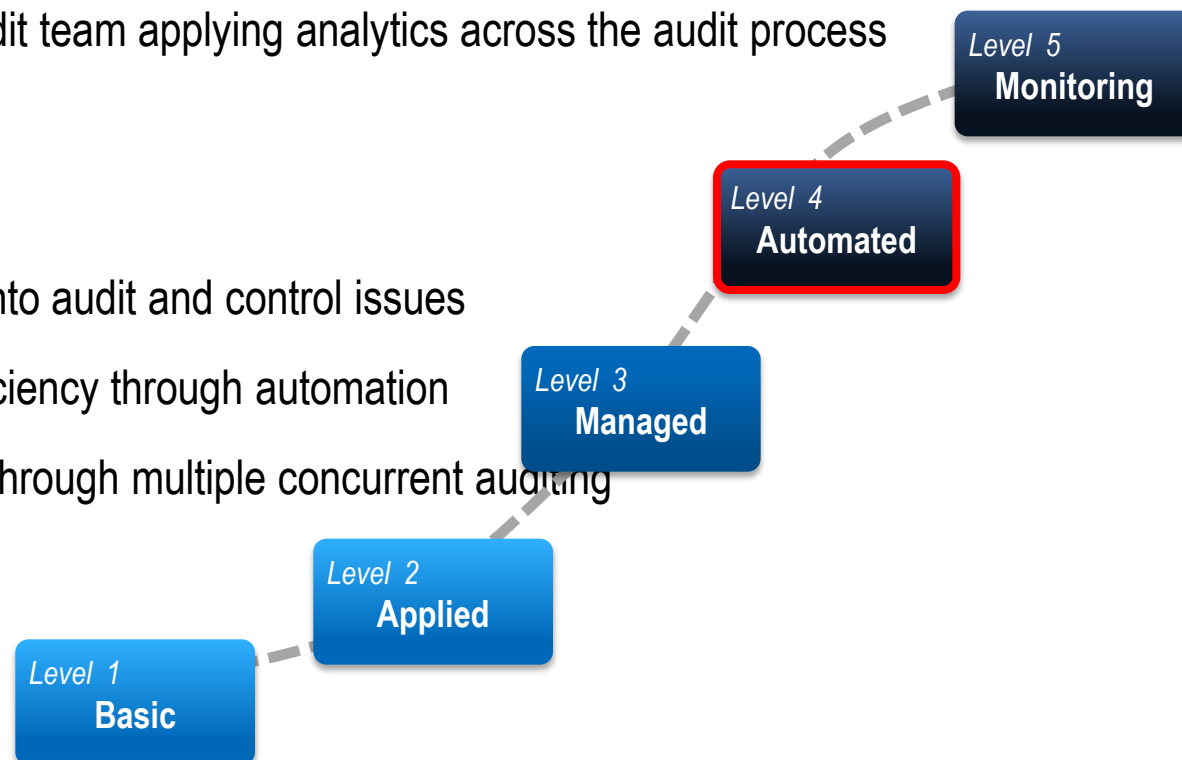 dit team applying analytics across the audit process
Level 5
Monitoring
Level 4
Automated
nto audit and control issues
Level 3
Managed
ciency through automation
hrough multiple concurrent auditing
Level 2
Applied
Level 1
Basic